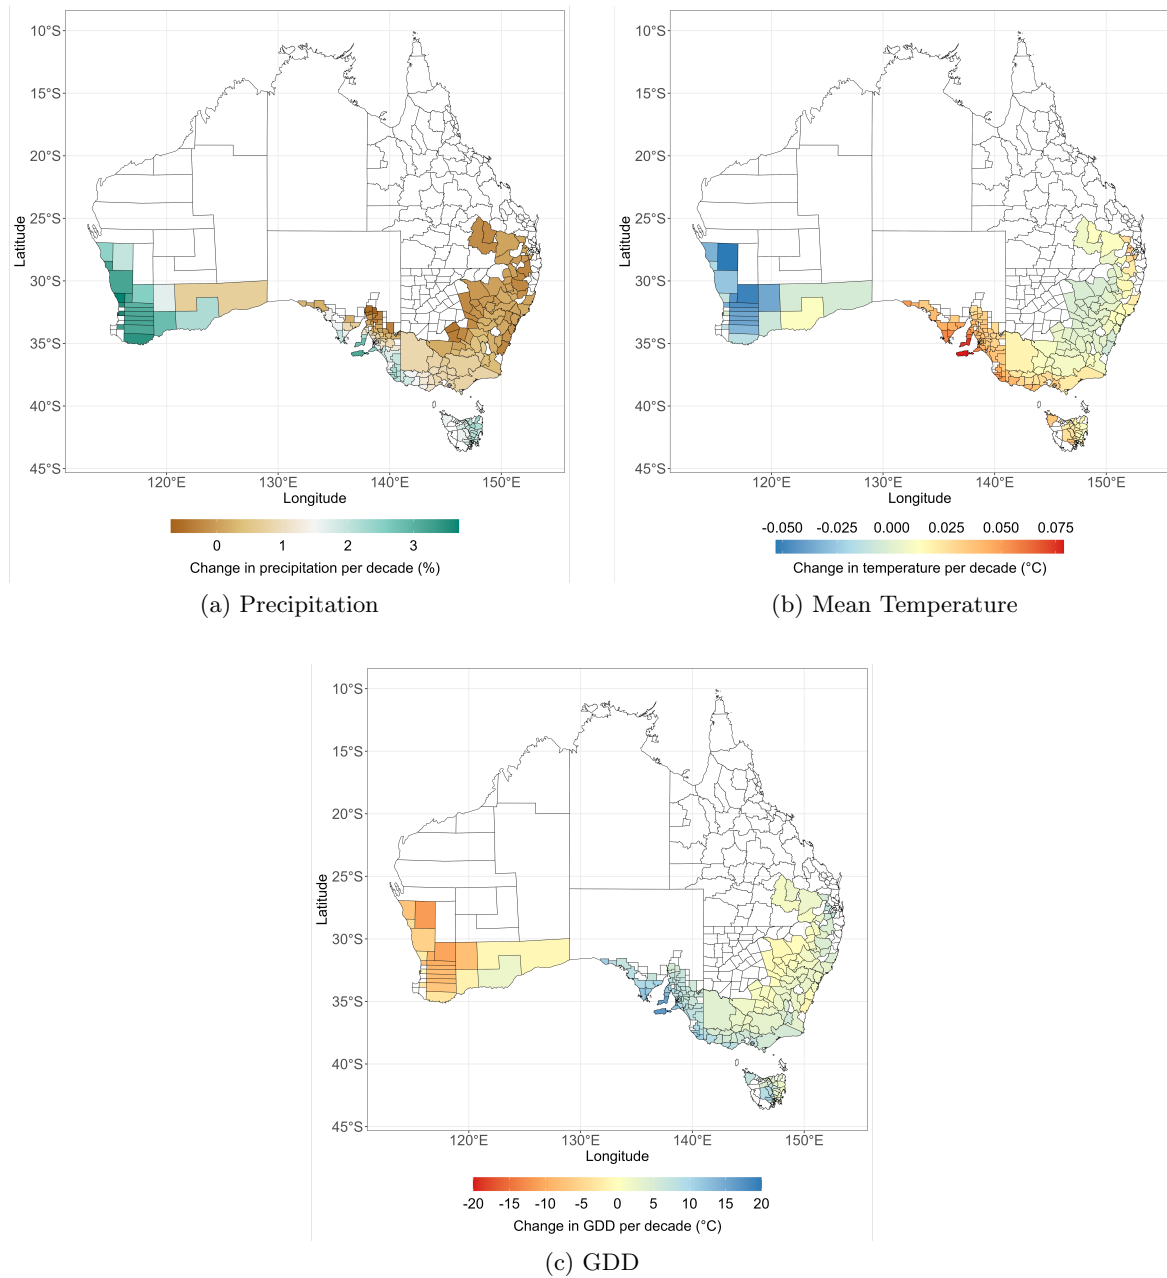 10°S
15°S
20°S
25°S
30°S
35°S
40°S
45°S
Latitude
120°E 130°E 140°E 150°E
Longitude
0 1 2 3
Change in precipitation per decade (%)
(a) Precipitation
10°S
15°S
20°S
25°S
30°S
35°S
40°S
45°S
Latitude
120°E 130°E 140°E 150°E
Longitude
-0.050 -0.025 0.000 0.025 0.050 0.075
Change in temperature per decade (°C)
(b) Mean Temperature
10°S
15°S
20°S
25°S
30°S
35°S
40°S
45°S
Latitude
120°E 130°E 140°E 150°E
Longitude
-20 -15 -10 -5 0 5 10 15 20
Change in GDD per decade (°C)
(c) GDD